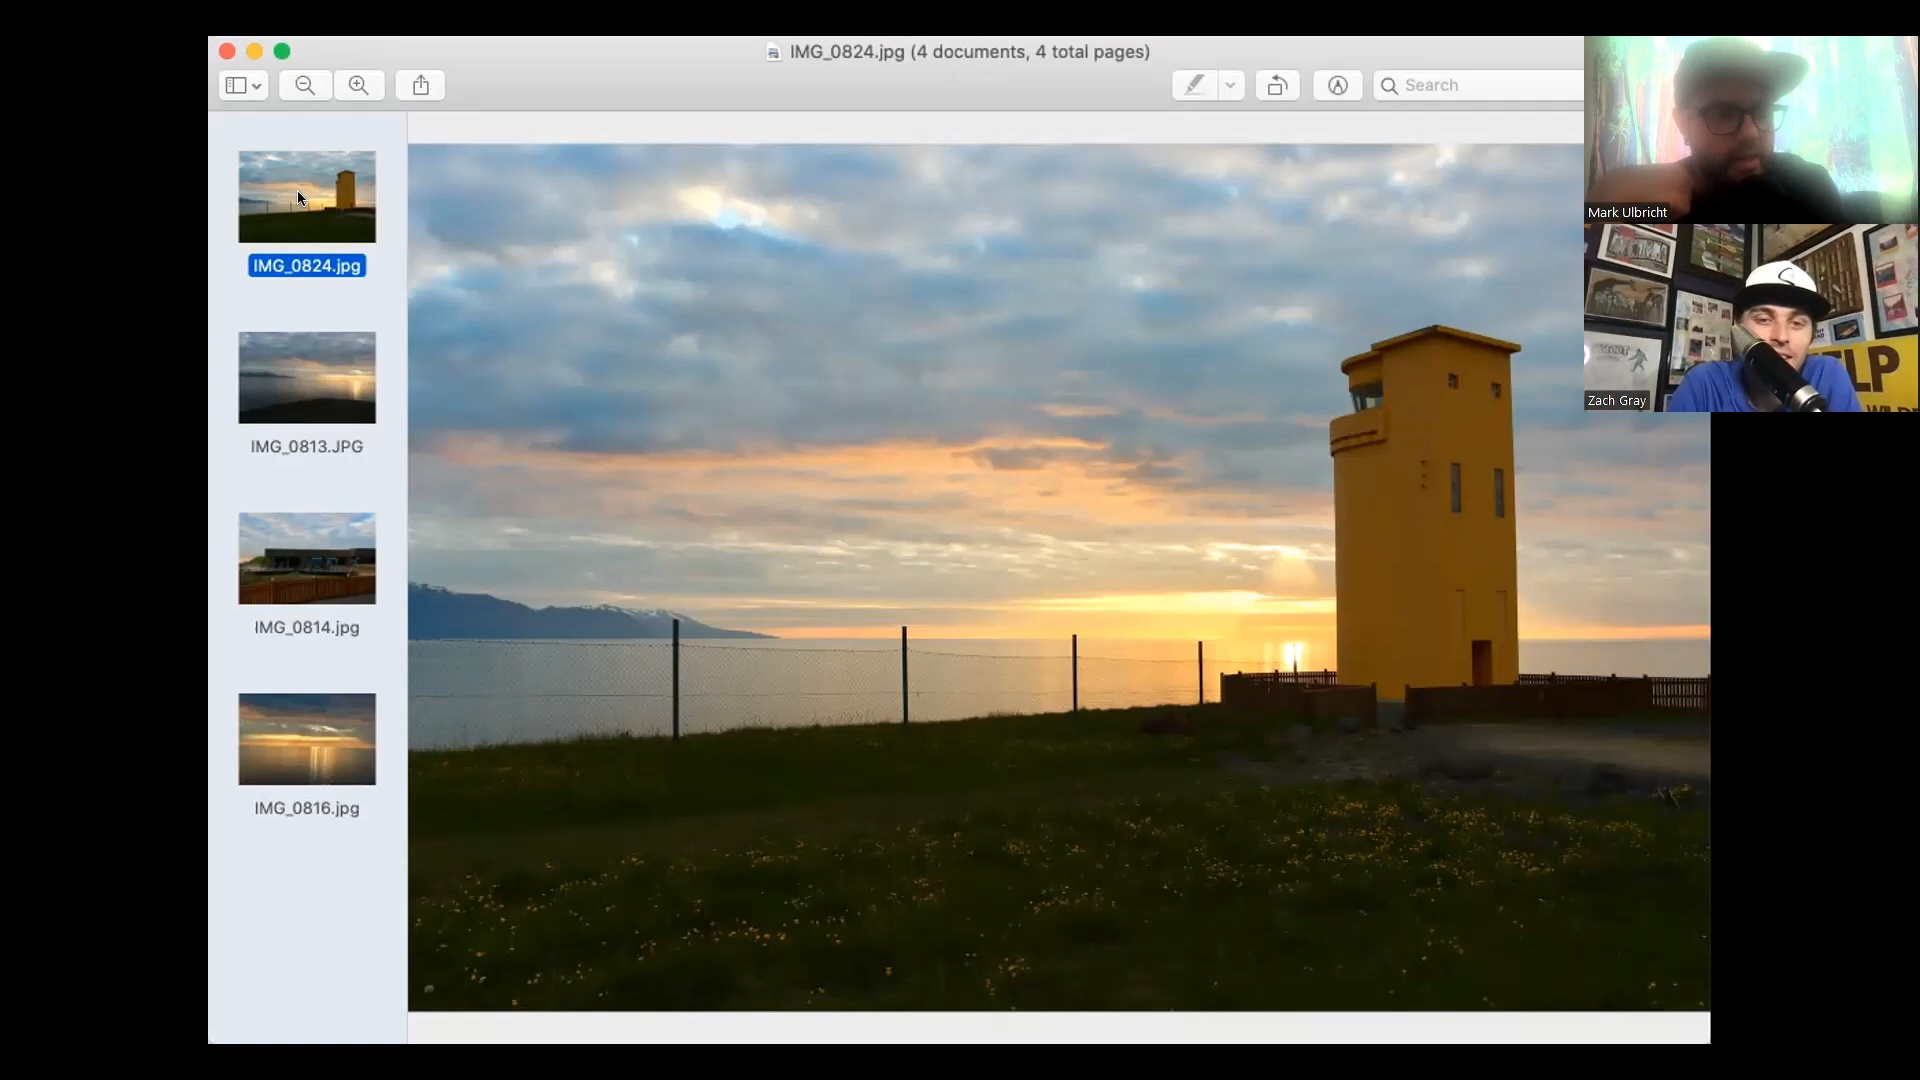 IMG_0824.jpg (4 documents, 4 total pages)
Search
IMG_0824.jpg
IMG_0813.JPG
IMG_0814.jpg
IMG_0816.jpg
Mark Ulbricht
Zach Gray